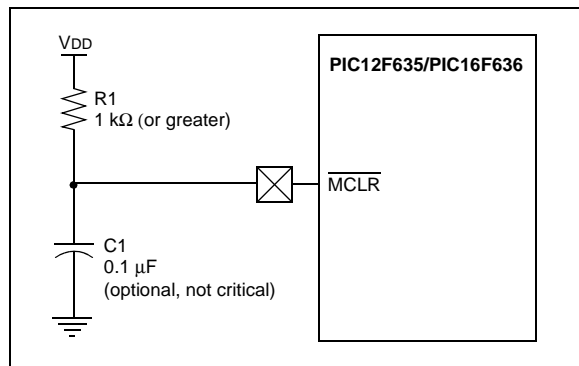 VDD
R1
1 kΩ (or greater)
PIC12F635/PIC16F636
MCLR
C1
0.1 μF
(optional, not critical)